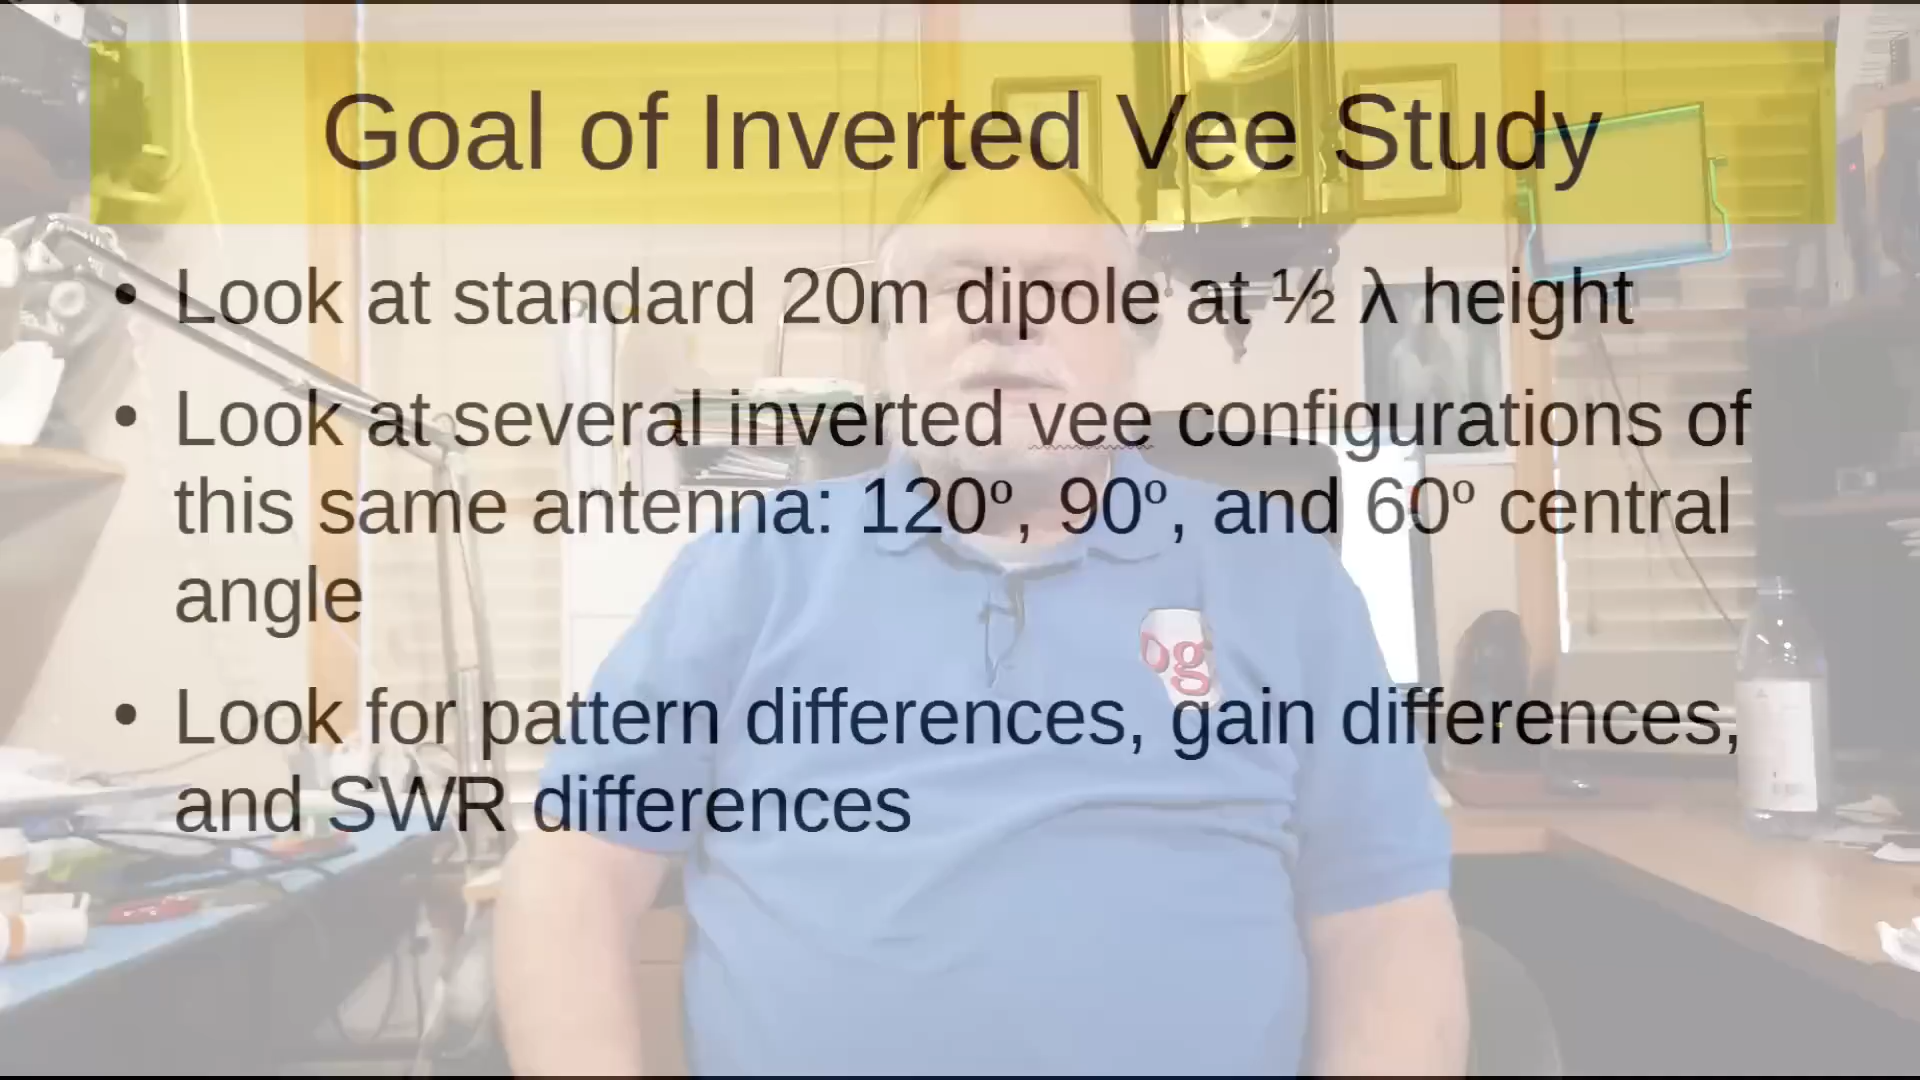 Goal of Inverted Vee Study
• Look at standard 20m dipole at ½ λ height
• Look at several inverted vee configurations of
this same antenna: 120º, 90º, and 60º central
angle
• Look for pattern differences, gain differences,
and SWR differences
Dg